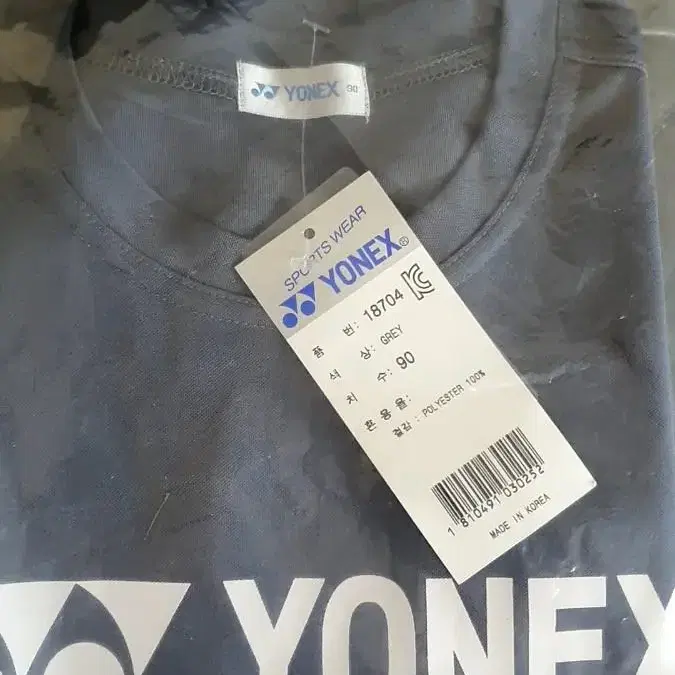 YONEX 90
SPORTS WEAR
YONEX®
품 번: 18704
색 상: GREY
치 수: 90
혼용율:
겉감 : POLYESTER 100%
1 810491 030252
MADE IN KOREA
YONEX